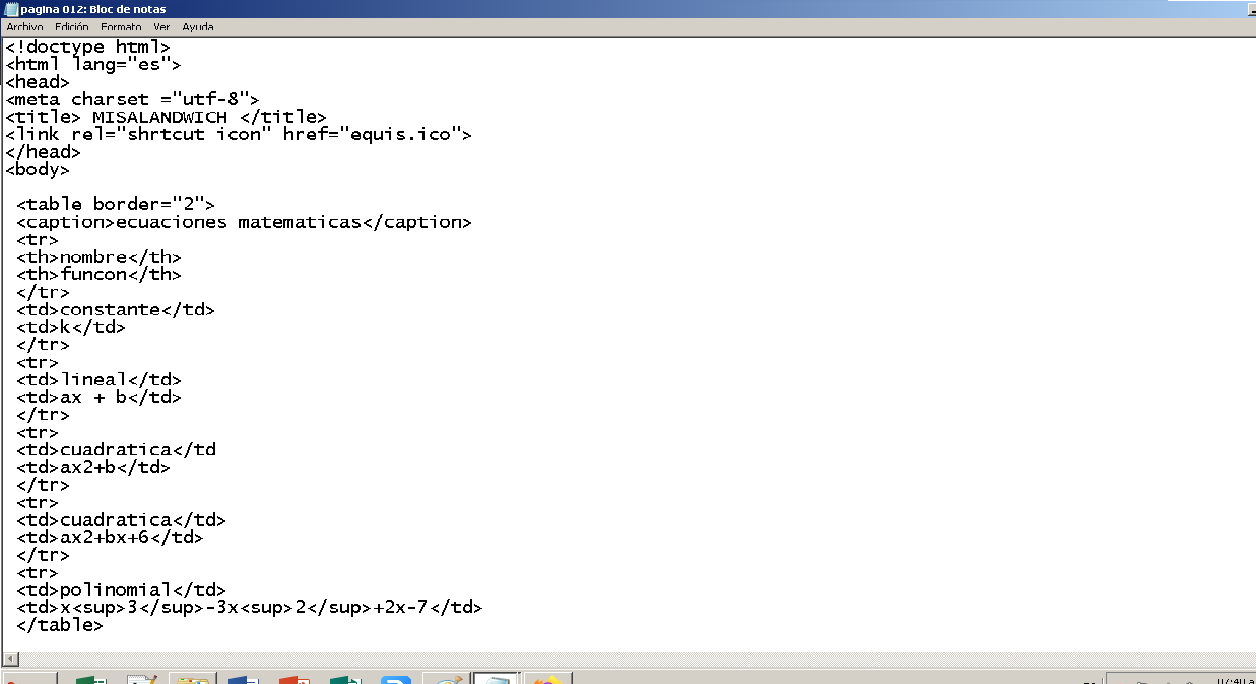 pagina 012: Bloc de notas
Archivo Edición Formato Ver Ayuda
<!doctype html>
<html lang="es">
<head>
<meta charset ="utf-8">
<title> MISALANDWICH </title>
<link rel="shrtcut icon" href="equis.ico">
</head>
<body>
<table border="2">
<caption>ecuaciones matematicas</caption>
<tr>
<th>nombre</th>
<th>funcon</th>
</tr>
<td>constante</td>
<td>k</td>
</tr>
<tr>
<td>lineal</td>
<td>ax + b</td>
</tr>
<tr>
<td>cuadratica</td
<td>ax2+b</td>
</tr>
<tr>
<td>cuadratica</td>
<td>ax2+bx+6</td>
</tr>
<tr>
<td>polinomial</td>
<td>x<sup>3</sup>-3x<sup>2</sup>+2x-7</td>
</table>